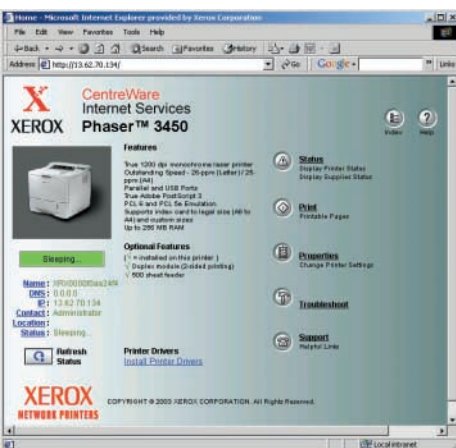 Home - Microsoft Internet Explorer provided by Xerox Corporation
File Edit View Favorites Tools Help
Back Search Favorites History
Address http://13.62.70.134/ Go Google Links
XEROX
CentreWare
Internet Services
Phaser™ 3450
Index Help
Features
True 1200 dpi monochrome laser printer
Outstanding Speed - 26-ppm (Letter) / 25-
ppm (A4)
Parallel and USB Ports
True Adobe PostScript 3
PCL 6 and PCL 5e Emulation
Supports index card to legal size (A6 to
A4) and custom sizes
Up to 288 MB RAM
Optional Features
(√ = installed on this printer )
√ Duplex module (2-sided printing)
√ 500 sheet feeder
Sleeping...
Name:
DNS: 0.0.0.0
IP: 13.62.70.134
Contact: Administrator
Location:
Status: Sleeping...
Refresh
Status
Printer Drivers
Install Printer Drivers
Status
Display Printer Status
Display Supplies Status
Print
Printable Pages
Properties
Change Printer Settings
Troubleshoot
Support
Helpful Links
XEROX
NETWORK PRINTERS
COPYRIGHT © 2003 XEROX CORPORATION. All Rights Reserved.
Local intranet